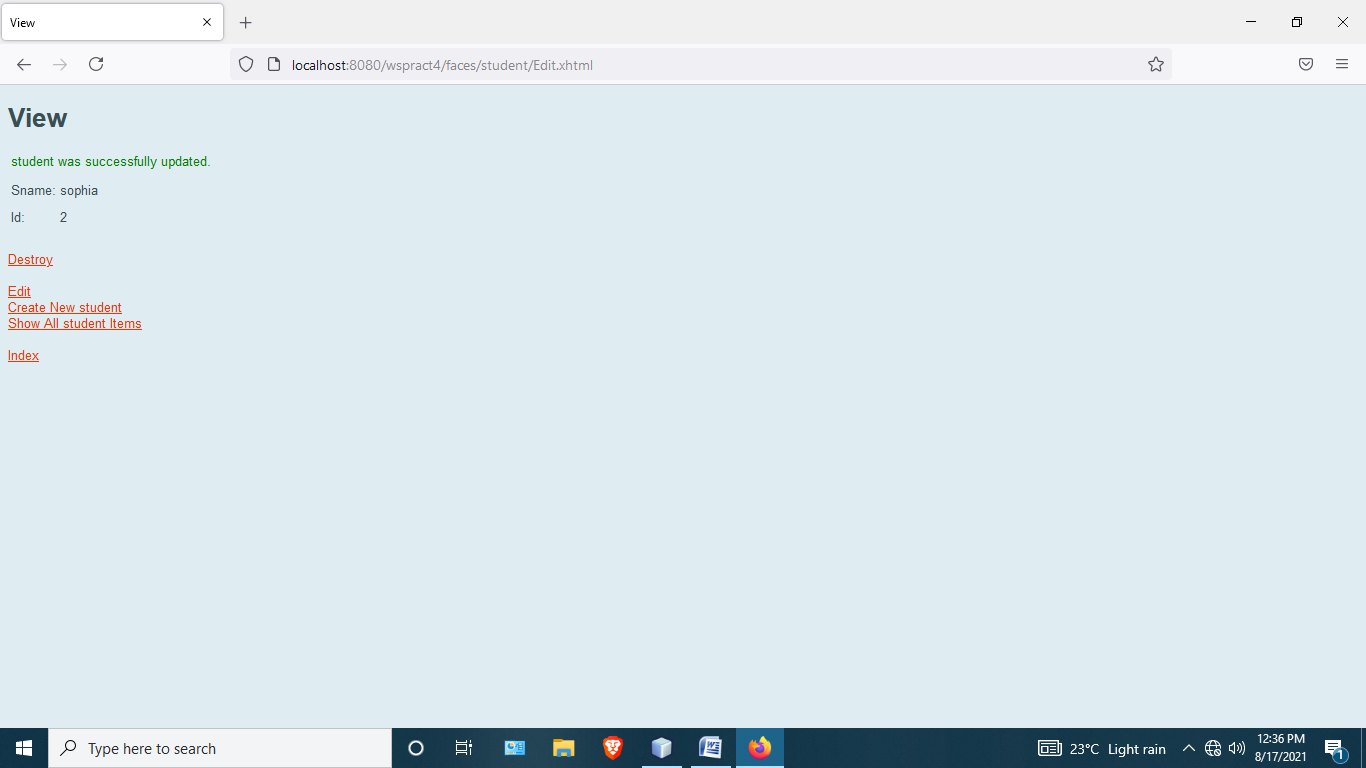 View
localhost:8080/wspract4/faces/student/Edit.xhtml
View
student was successfully updated.
Sname: sophia
Id: 2
Destroy
Edit
Create New student
Show All student Items
Index
Type here to search
23°C Light rain
12:36 PM
8/17/2021
1